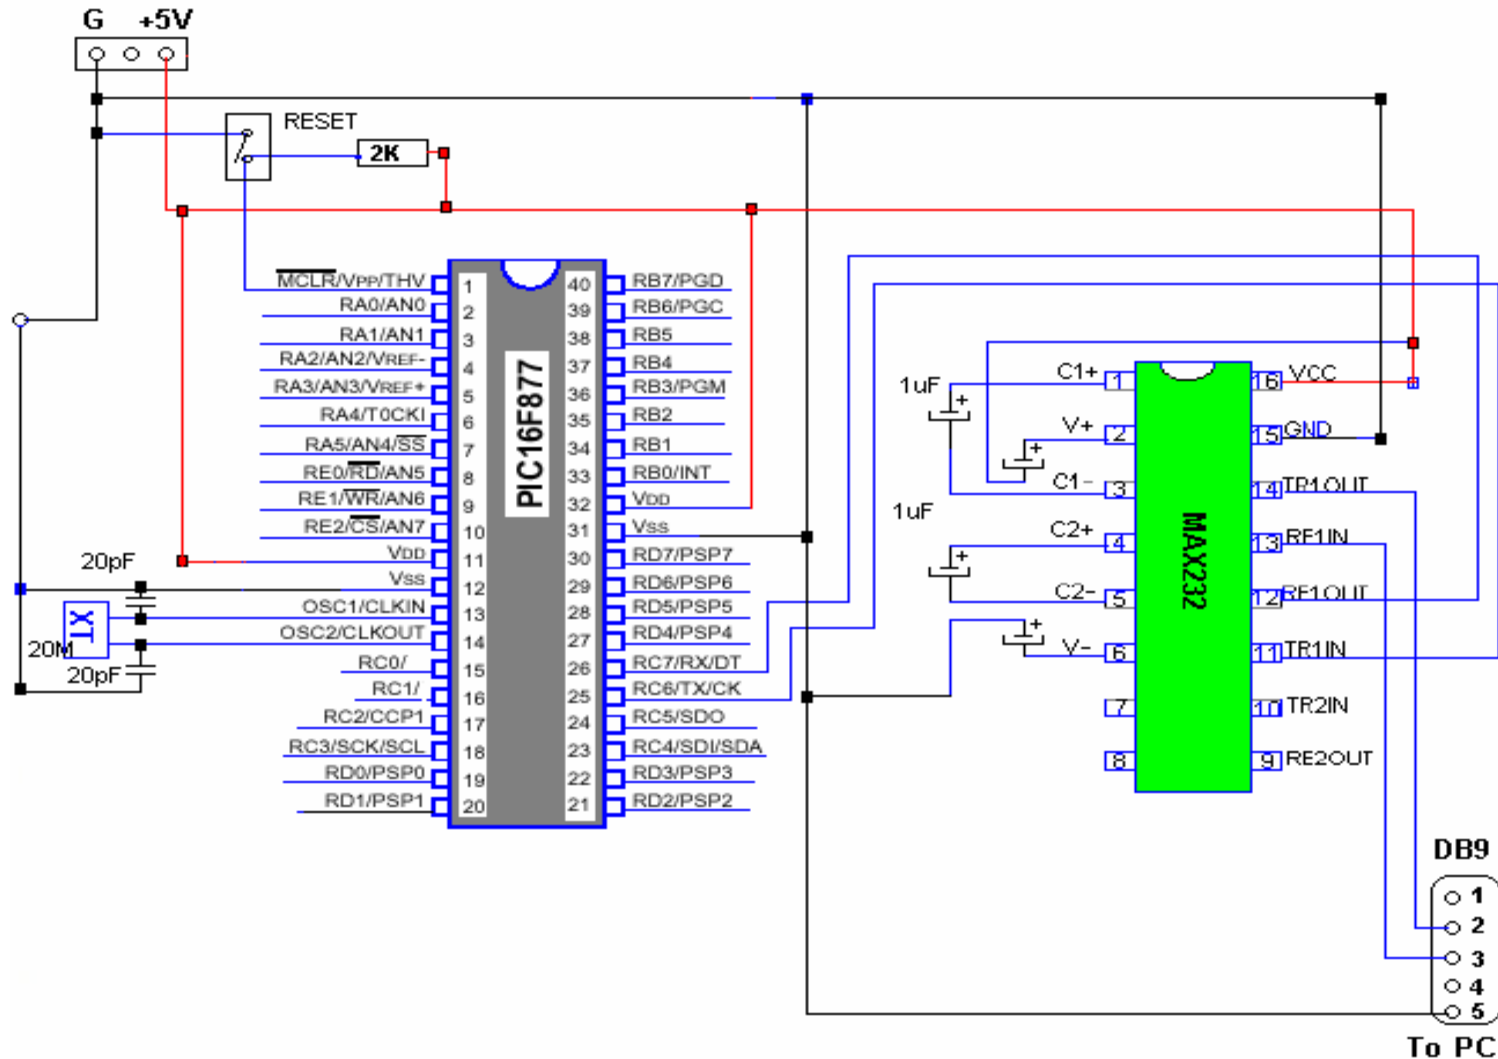 G +5V
RESET
2K
MCLR/VPP/THV
RA0/AN0
RA1/AN1
RA2/AN2/VREF-
RA3/AN3/VREF+
RA4/T0CKI
RA5/AN4/SS
RE0/RD/AN5
RE1/WR/AN6
RE2/CS/AN7
VDD
VSS
OSC1/CLKIN
OSC2/CLKOUT
RC0/
RC1/
RC2/CCP1
RC3/SCK/SCL
RD0/PSP0
RD1/PSP1
20pF
XT
20M
20pF
1
2
3
4
5
6
7
8
9
10
11
12
13
14
15
16
17
18
19
20
PIC16F877
40
39
38
37
36
35
34
33
32
31
30
29
28
27
26
25
24
23
22
21
RB7/PGD
RB6/PGC
RB5
RB4
RB3/PGM
RB2
RB1
RB0/INT
VDD
VSS
RD7/PSP7
RD6/PSP6
RD5/PSP5
RD4/PSP4
RC7/RX/DT
RC6/TX/CK
RC5/SDO
RC4/SDI/SDA
RD3/PSP3
RD2/PSP2
1uF
+
+
1uF
+
+
C1+
V+
C1-
C2+
C2-
V-
1
2
3
4
5
6
7
8
MAX232
16
15
14
13
12
11
10
9
VCC
GND
TR1OUT
RE1IN
RE1OUT
TR1IN
TR2IN
RE2OUT
DB9
1
2
3
4
5
To PC